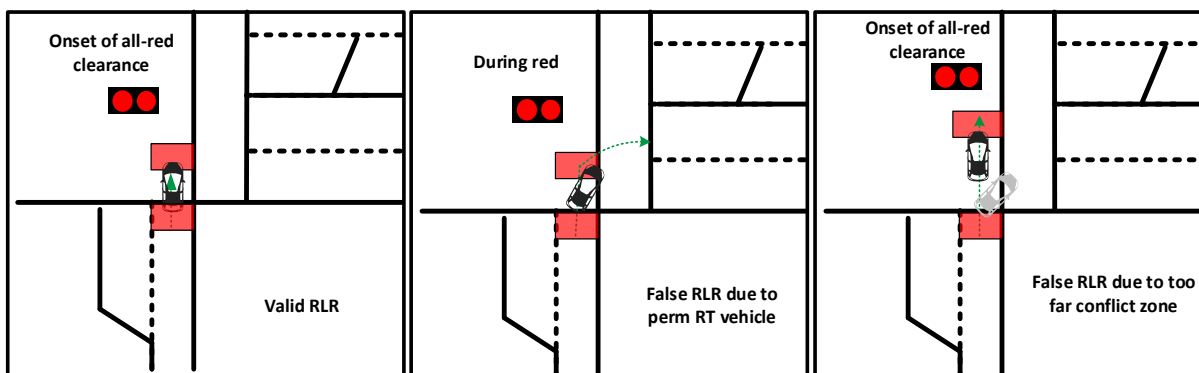 Onset of all-red
clearance
Valid RLR
During red
False RLR due to
perm RT vehicle
Onset of all-red
clearance
False RLR due to too
far conflict zone